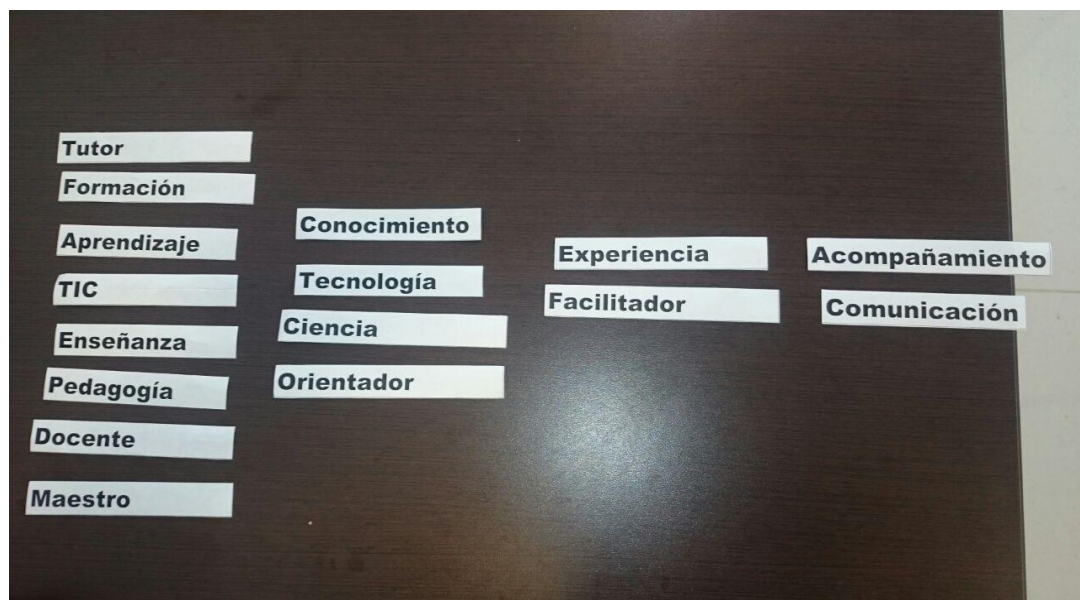 Tutor
Formación
Aprendizaje
TIC
Enseñanza
Pedagogía
Docente
Maestro
Conocimiento
Tecnología
Ciencia
Orientador
Experiencia
Facilitador
Acompañamiento
Comunicación